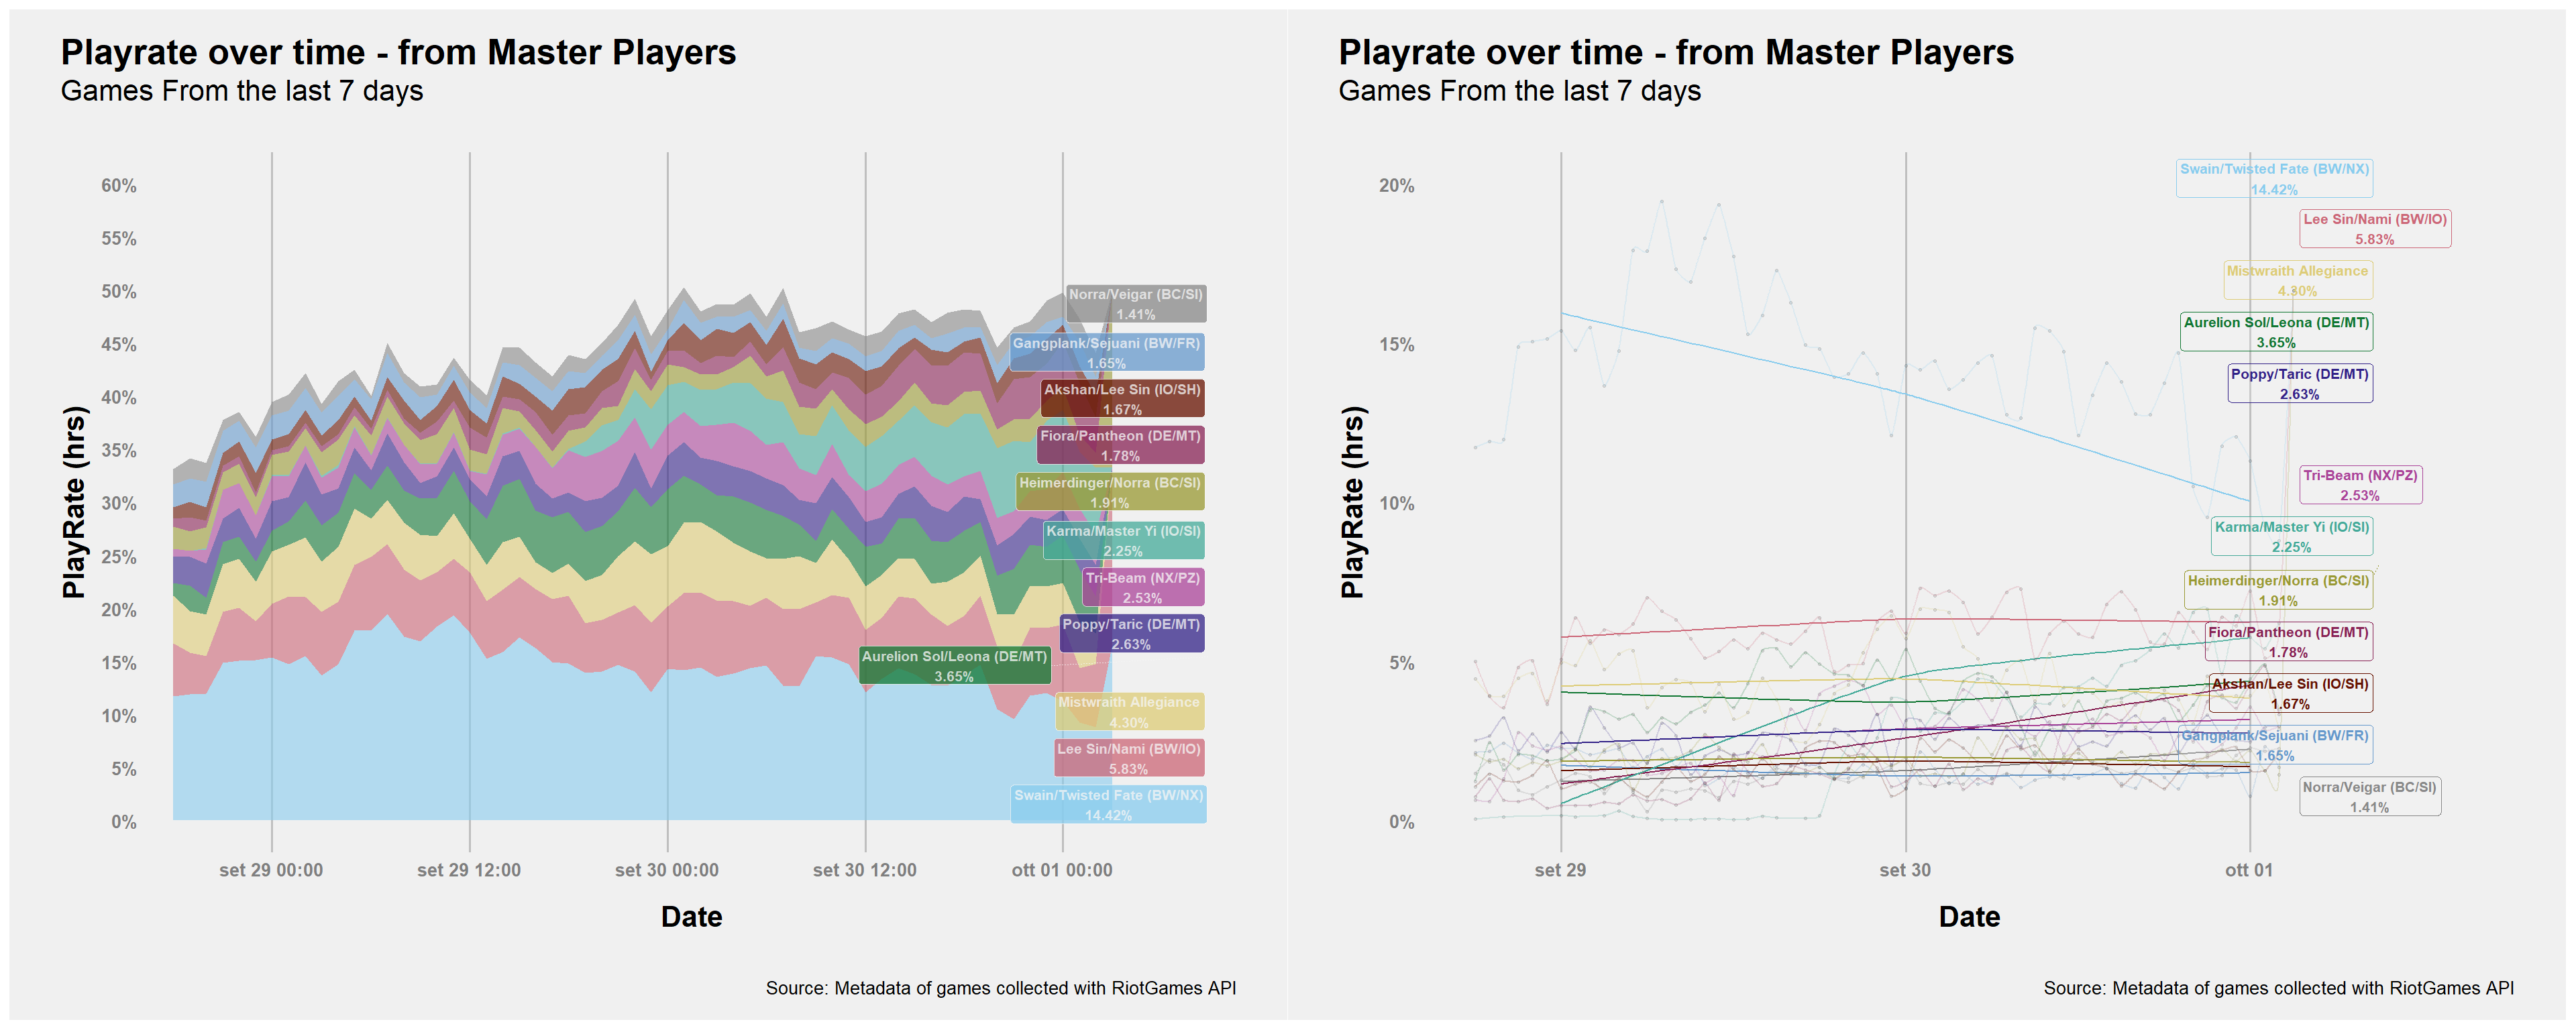 Playrate over time - from Master Players
Games From the last 7 days
PlayRate (hrs)
60%
55%
50%
45%
40%
35%
30%
25%
20%
15%
10%
5%
0%
Norra/Veigar (BC/SI)
1.41%
Gangplank/Sejuani (BW/FR)
1.65%
Akshan/Lee Sin (IO/SH)
1.67%
Fiora/Pantheon (DE/MT)
1.78%
Heimerdinger/Norra (BC/SI)
1.91%
Karma/Master Yi (IO/SI)
2.25%
Tri-Beam (NX/PZ)
2.53%
Poppy/Taric (DE/MT)
2.63%
Aurelion Sol/Leona (DE/MT)
3.65%
Mistwraith Allegiance
4.30%
Lee Sin/Nami (BW/IO)
5.83%
Swain/Twisted Fate (BW/NX)
14.42%
set 29 00:00
set 29 12:00
set 30 00:00
set 30 12:00
ott 01 00:00
Date
Source: Metadata of games collected with RiotGames API
Playrate over time - from Master Players
Games From the last 7 days
PlayRate (hrs)
20%
15%
10%
5%
0%
Swain/Twisted Fate (BW/NX)
14.42%
Lee Sin/Nami (BW/IO)
5.83%
Mistwraith Allegiance
4.30%
Aurelion Sol/Leona (DE/MT)
3.65%
Poppy/Taric (DE/MT)
2.63%
Tri-Beam (NX/PZ)
2.53%
Karma/Master Yi (IO/SI)
2.25%
Heimerdinger/Norra (BC/SI)
1.91%
Fiora/Pantheon (DE/MT)
1.78%
Akshan/Lee Sin (IO/SH)
1.67%
Gangplank/Sejuani (BW/FR)
1.65%
Norra/Veigar (BC/SI)
1.41%
set 29
set 30
ott 01
Date
Source: Metadata of games collected with RiotGames API